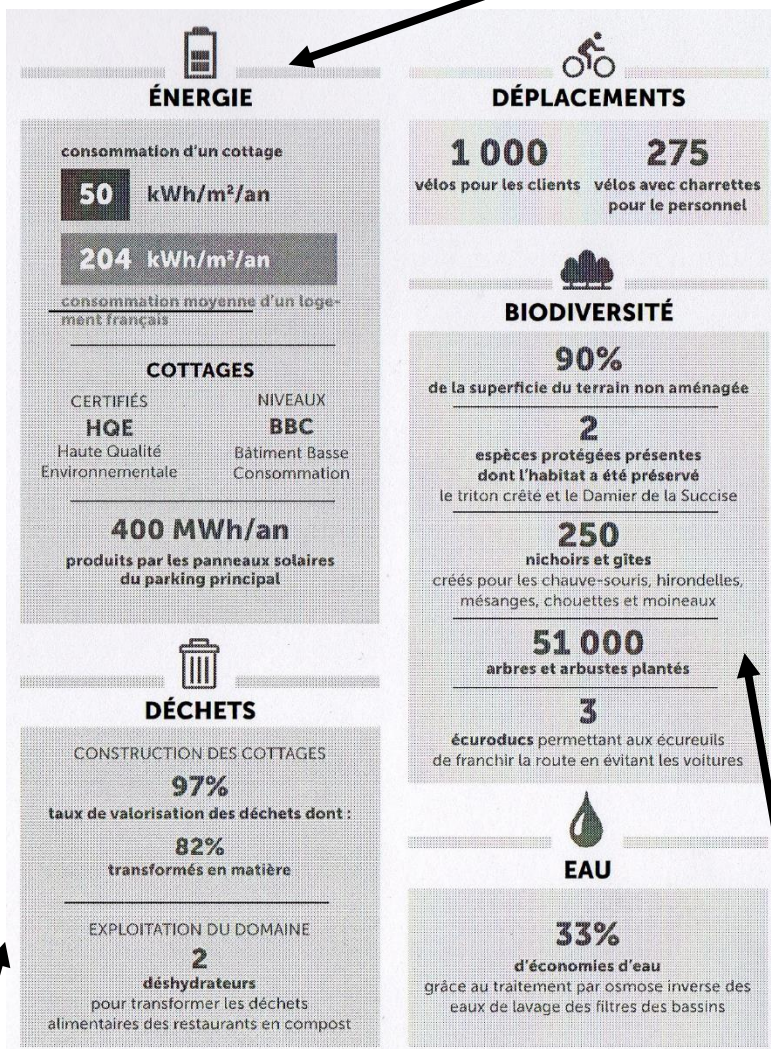 ÉNERGIE
consommation d'un cottage
50 kWh/m²/an
204 kWh/m²/an
consommation moyenne d'un loge-
ment français
COTTAGES
CERTIFIÉS
HQE
Haute Qualité
Environnementale
NIVEAUX
BBC
Bâtiment Basse
Consommation
400 MWh/an
produits par les panneaux solaires
du parking principal
DÉCHETS
CONSTRUCTION DES COTTAGES
97%
taux de valorisation des déchets dont :
82%
transformés en matière
EXPLOITATION DU DOMAINE
2
déshydrateurs
pour transformer les déchets
alimentaires des restaurants en compost
DÉPLACEMENTS
1 000
vélos pour les clients
275
vélos avec charrettes
pour le personnel
BIODIVERSITÉ
90%
de la superficie du terrain non aménagée
2
espèces protégées présentes
dont l'habitat a été préservé
le triton crêté et le Damier de la Succise
250
nichoirs et gîtes
créés pour les chauve-souris, hirondelles,
mésanges, chouettes et moineaux
51 000
arbres et arbustes plantés
3
écuroducs permettant aux écureuils
de franchir la route en évitant les voitures
EAU
33%
d'économies d'eau
grâce au traitement par osmose inverse des
eaux de lavage des filtres des bassins